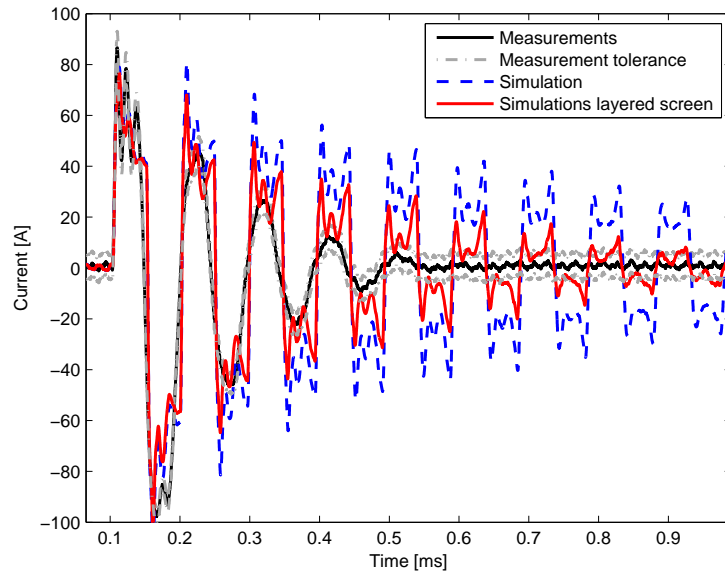 100
80
60
40
20
0
−20
−40
−60
−80
−100
Current [A]
Measurements
Measurement tolerance
Simulation
Simulations layered screen
0.1 0.2 0.3 0.4 0.5 0.6 0.7 0.8 0.9
Time [ms]